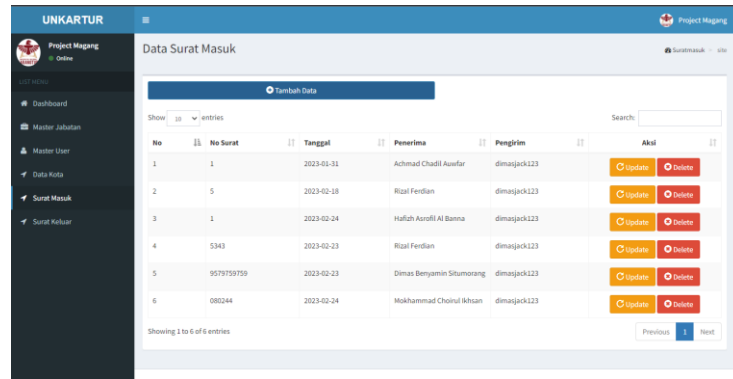 UNKARTUR
Project Magang
Project Magang
Online
Data Surat Masuk
Suratmasuk > site
LIST MENU
Dashboard
Master Jabatan
Master User
Data Kota
Surat Masuk
Surat Keluar
Tambah Data
Show 10 entries Search:
No No Surat Tanggal Penerima Pengirim Aksi
1 1 2023-01-31 Achmad Chadil Auwfar dimasjack123 Update Delete
2 5 2023-02-18 Rizal Ferdian dimasjack123 Update Delete
3 1 2023-02-24 Hafizh Asrofil Al Banna dimasjack123 Update Delete
4 5343 2023-02-23 Rizal Ferdian dimasjack123 Update Delete
5 9579759759 2023-02-23 Dimas Benyamin Situmorang dimasjack123 Update Delete
6 080244 2023-02-24 Mokhammad Choirul Ikhsan dimasjack123 Update Delete
Showing 1 to 6 of 6 entries Previous 1 Next